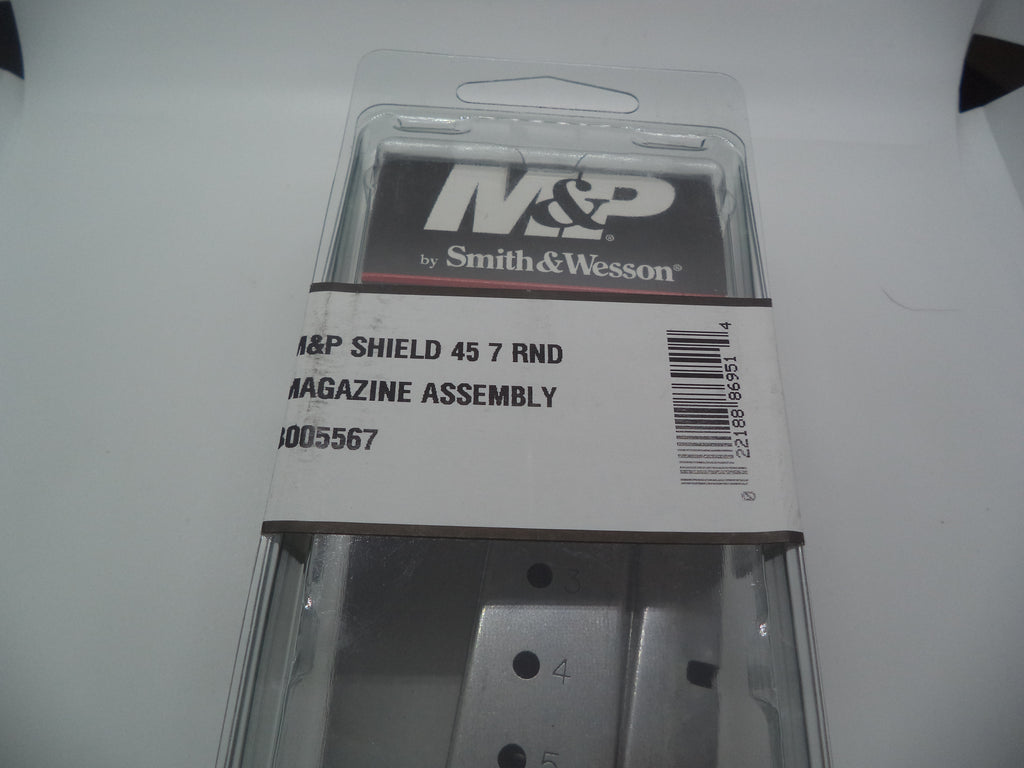 M&P®
by Smith & Wesson®
M&P SHIELD 45 7 RND
MAGAZINE ASSEMBLY
3005567
0 22188 86951 4
3
4
5